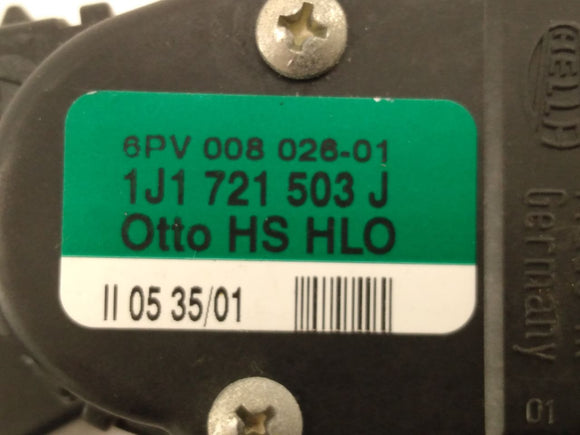 6PV 008 026-01
1J1 721 503 J
Otto HS HLO
II 05 35/01
HELLA
Germany
01